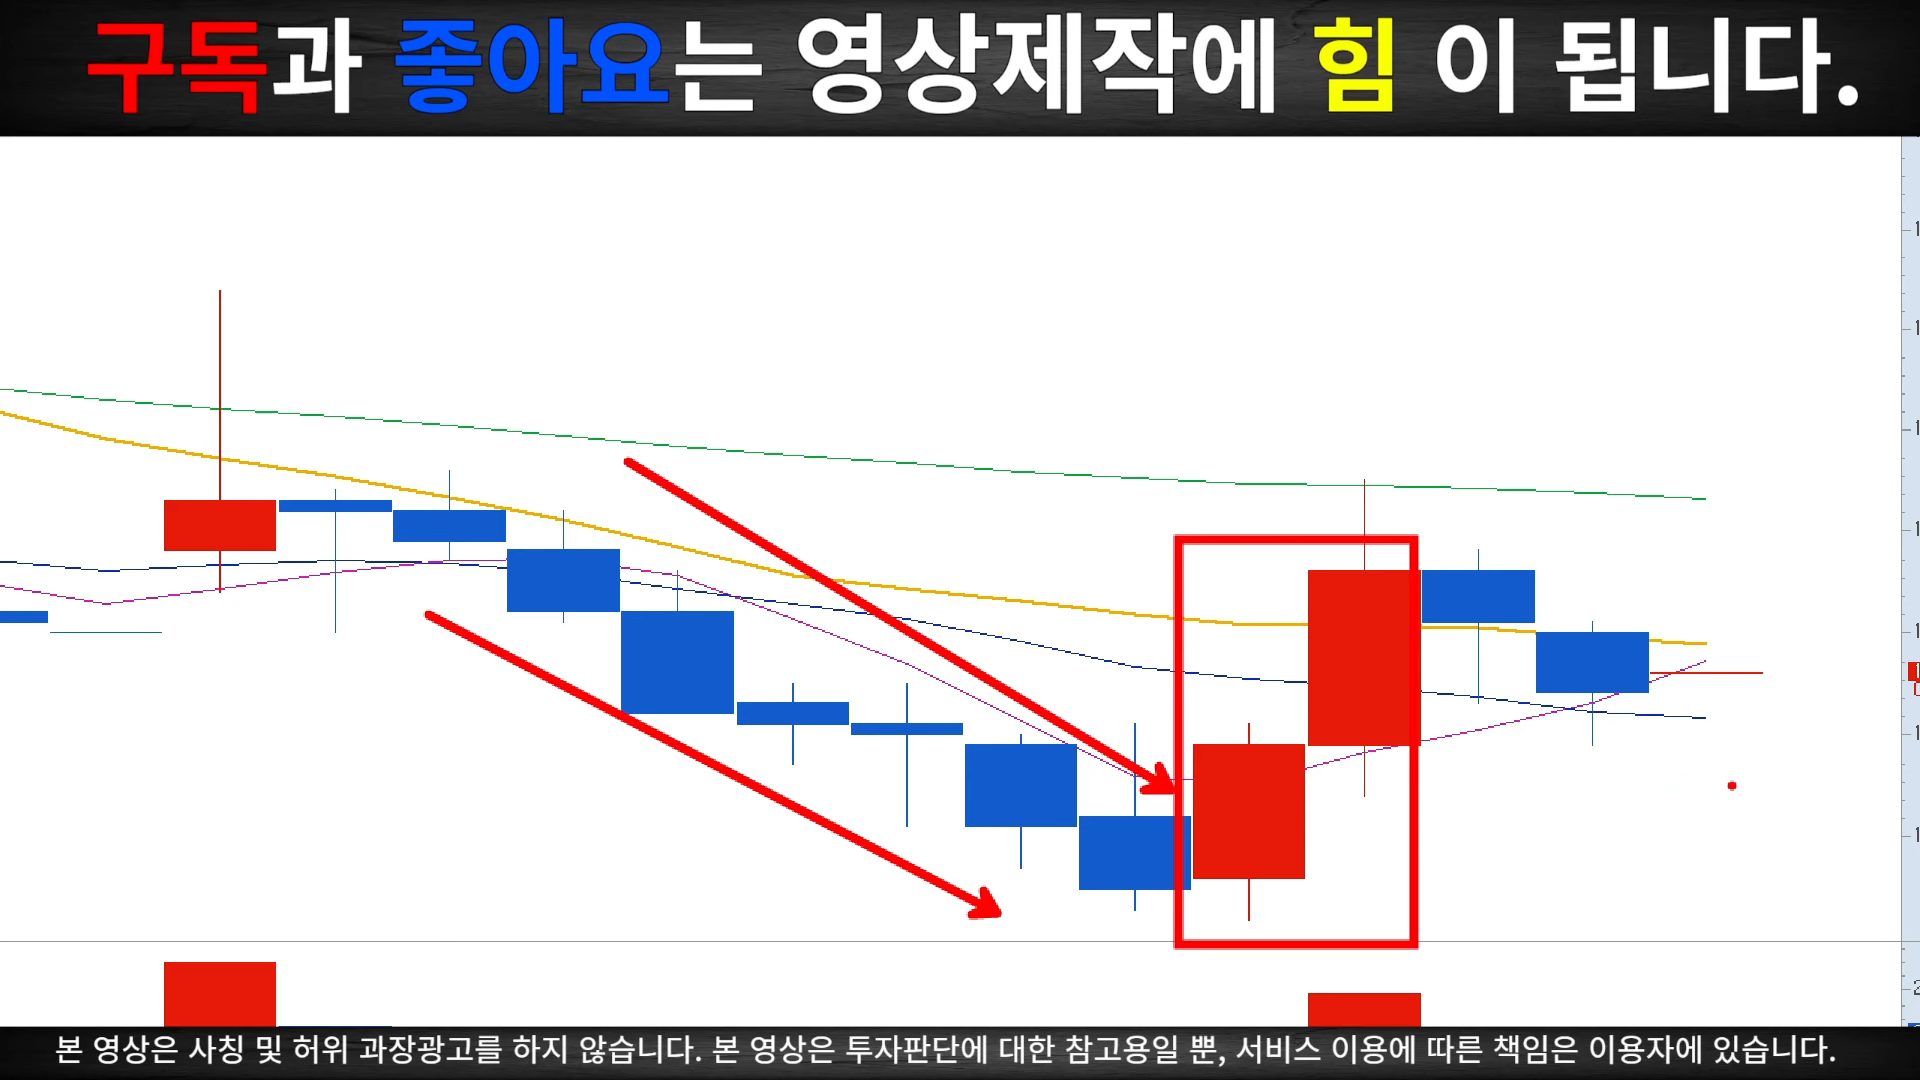 구독과 좋아요는 영상제작에 힘 이 됩니다.
본 영상은 사칭 및 허위 과장광고를 하지 않습니다. 본 영상은 투자판단에 대한 참고용일 뿐, 서비스 이용에 따른 책임은 이용자에 있습니다.